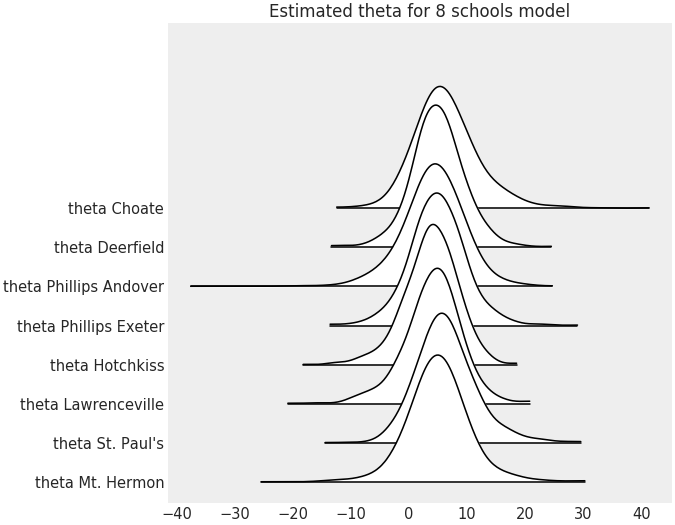 Estimated theta for 8 schools model
theta Choate
theta Deerfield
theta Phillips Andover
theta Phillips Exeter
theta Hotchkiss
theta Lawrenceville
theta St. Paul's
theta Mt. Hermon
−40 −30 −20 −10 0 10 20 30 40